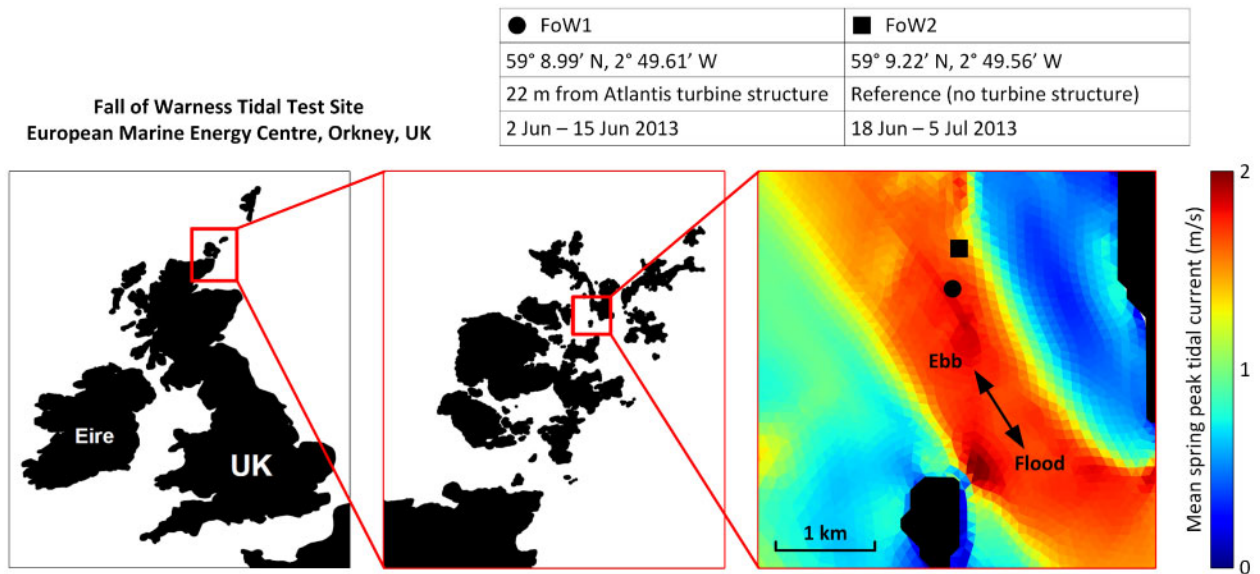 ● FoW1
■ FoW2
59° 8.99’ N, 2° 49.61’ W
59° 9.22’ N, 2° 49.56’ W
22 m from Atlantis turbine structure
Reference (no turbine structure)
2 Jun – 15 Jun 2013
18 Jun – 5 Jul 2013
Fall of Warness Tidal Test Site
European Marine Energy Centre, Orkney, UK
Eire
UK
Ebb
Flood
1 km
2
1
0
Mean spring peak tidal current (m/s)